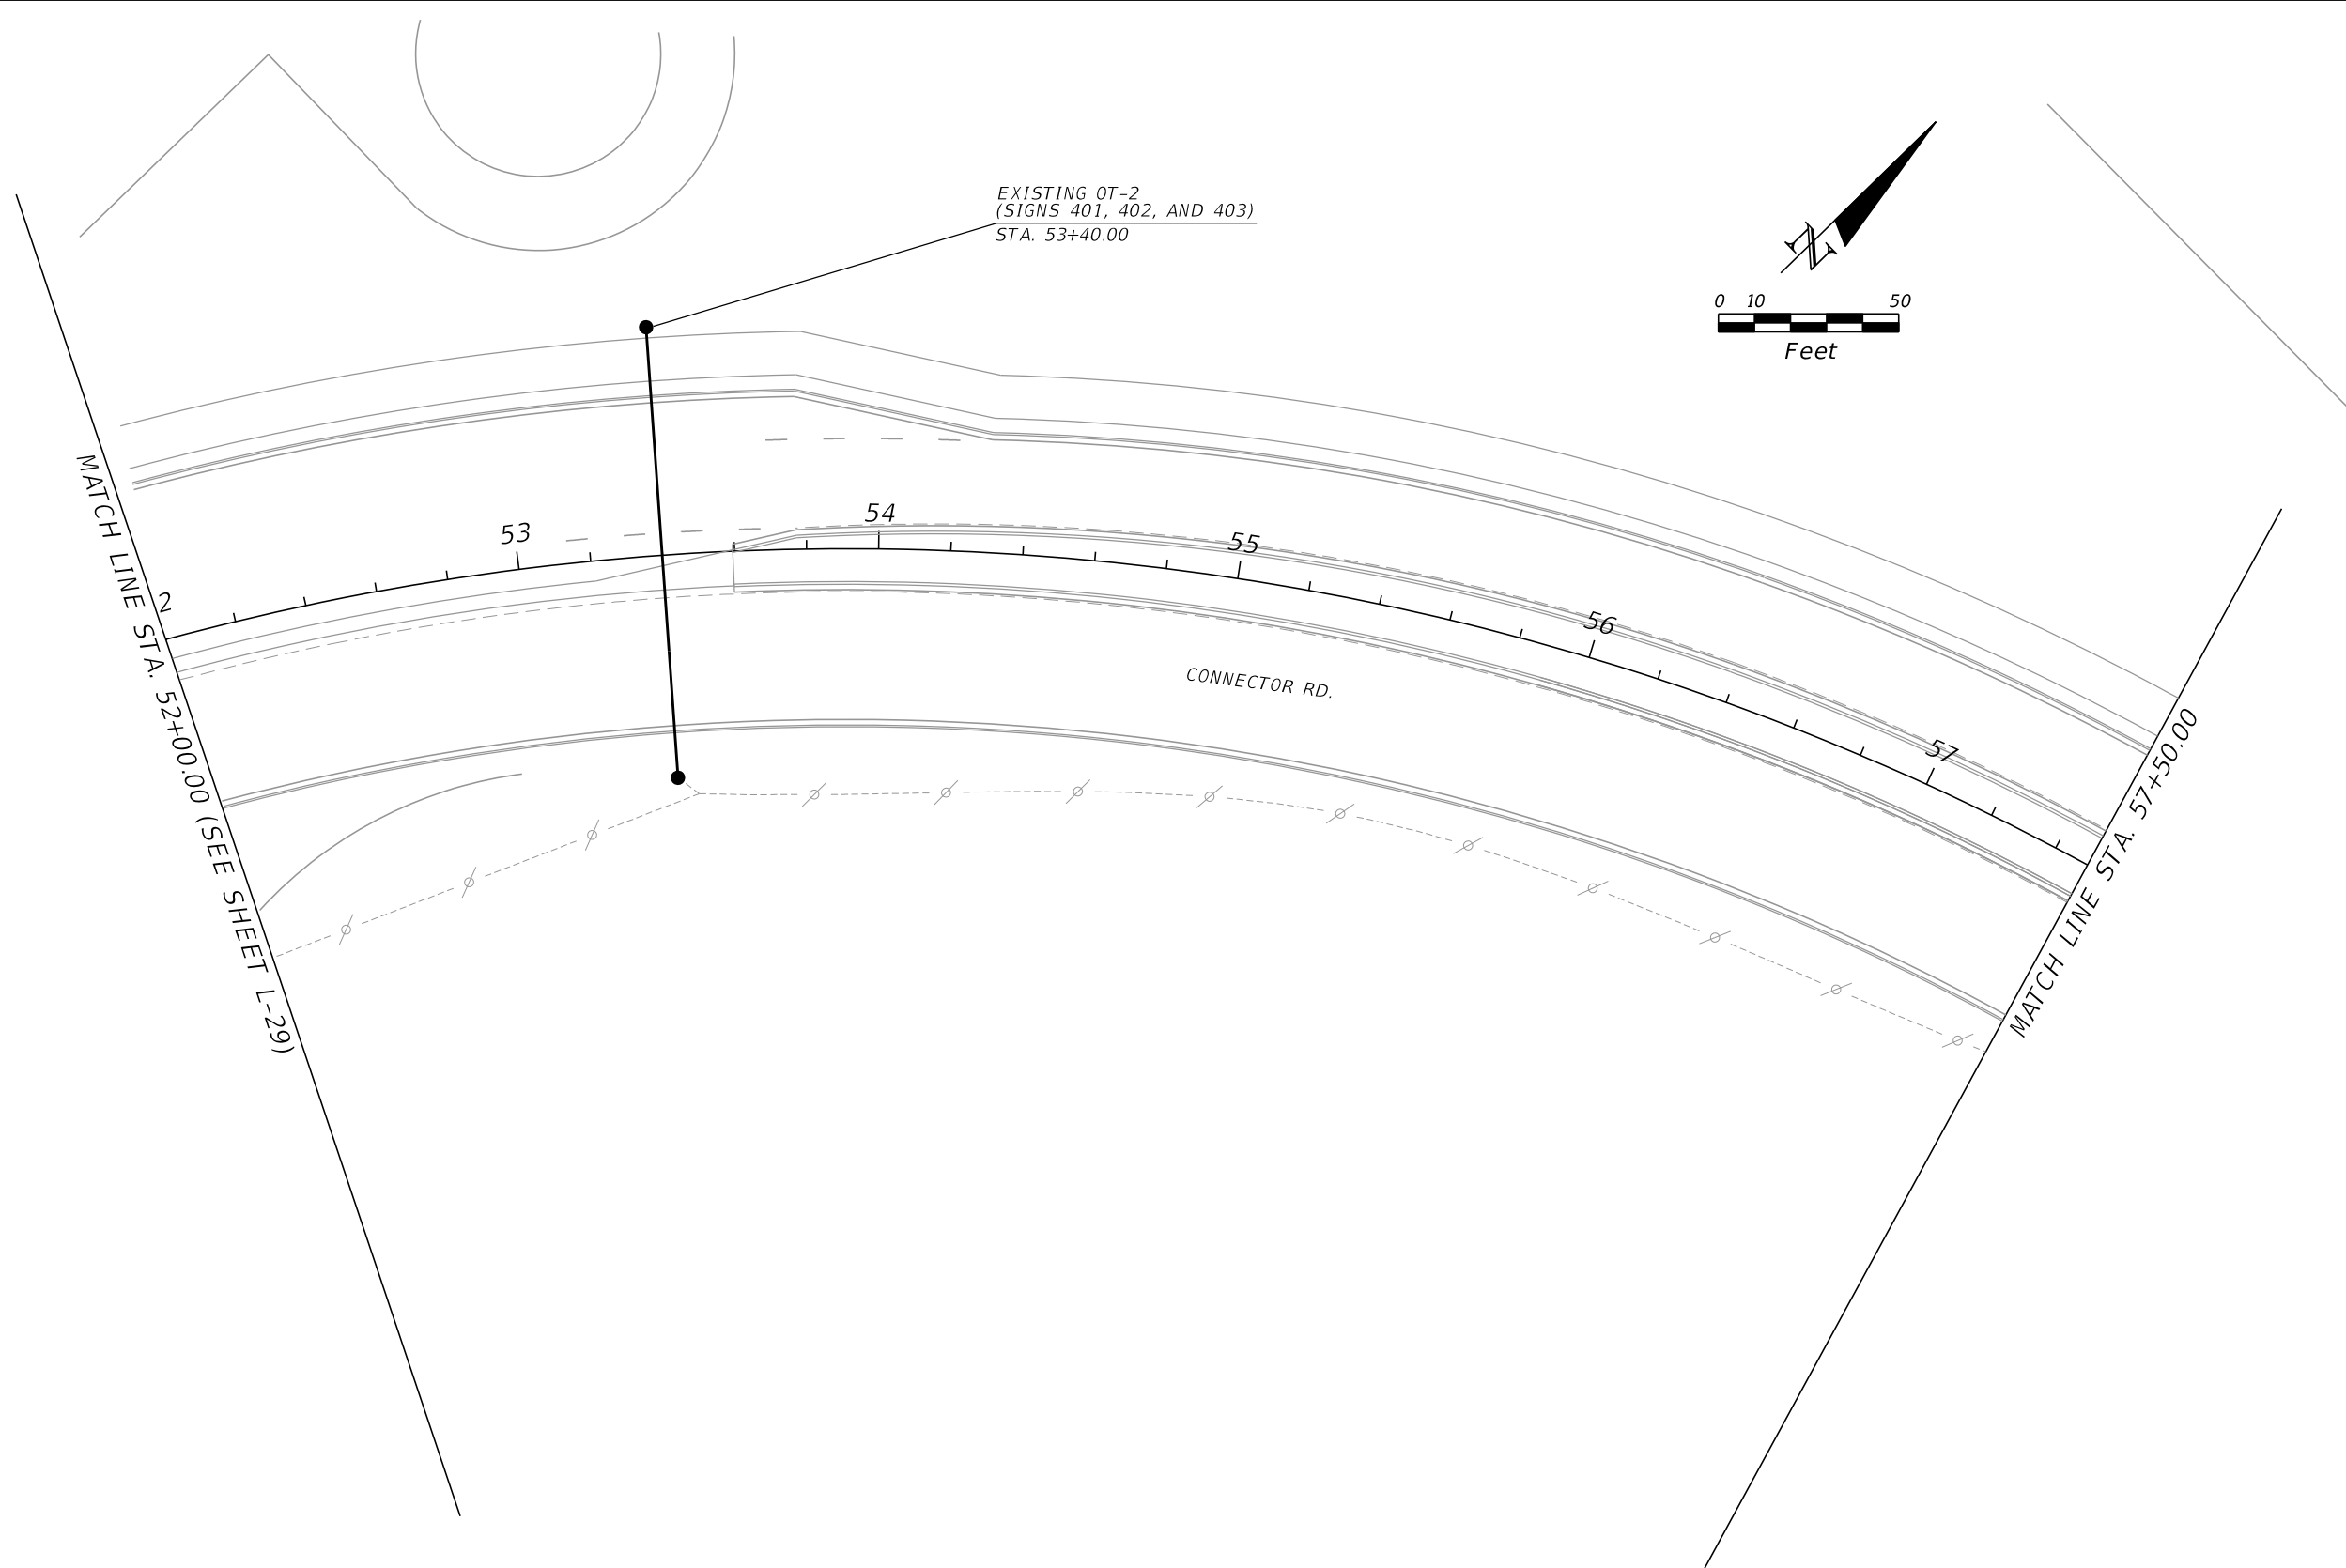 EXISTING OT-2
(SIGNS 401, 402, AND 403)
STA. 53+40.00
N
0 10 50
Feet
2
53
54
55
56
57
CONNECTOR RD.
MATCH LINE STA. 52+00.00 (SEE SHEET L-29)
MATCH LINE STA. 57+50.00